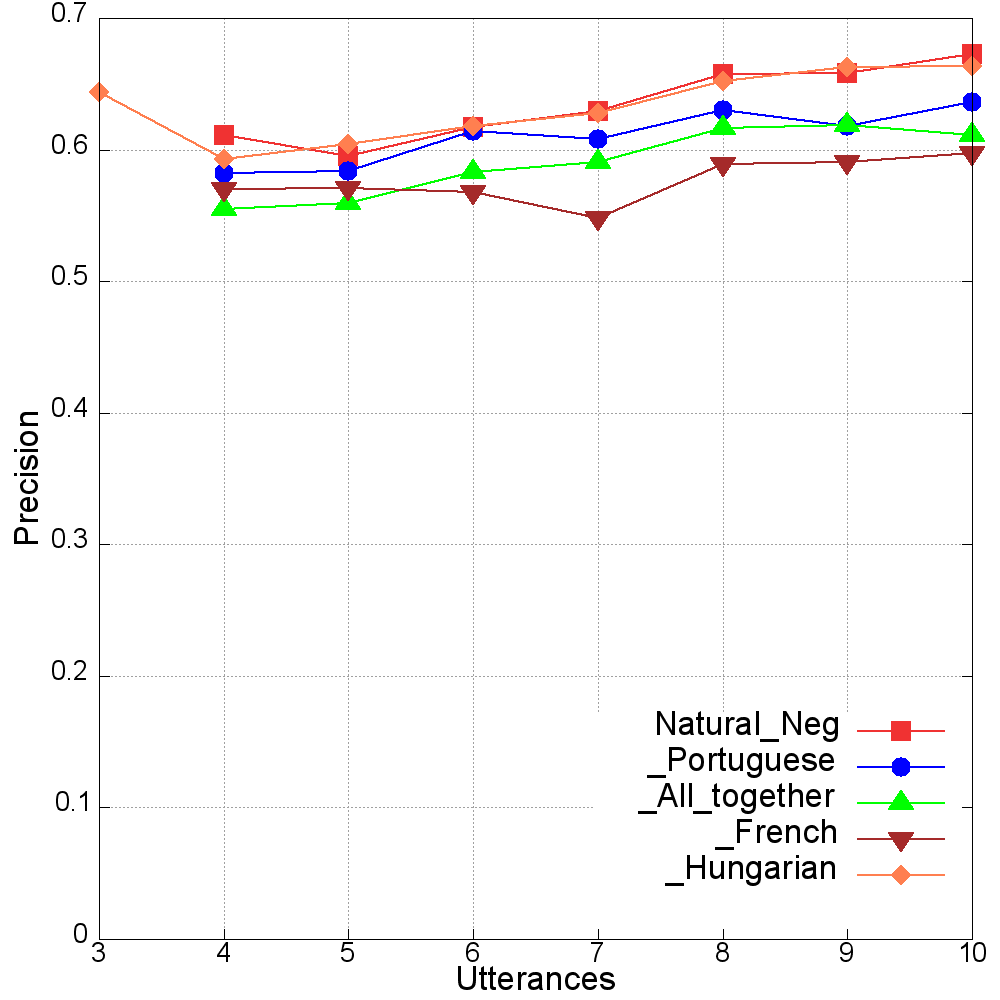 0.7
0.6
0.5
0.4
0.3
0.2
0.1
0
Precision
3 4 5 6 7 8 9 10
Utterances
Natural_Neg
_Portuguese
_All_together
_French
_Hungarian